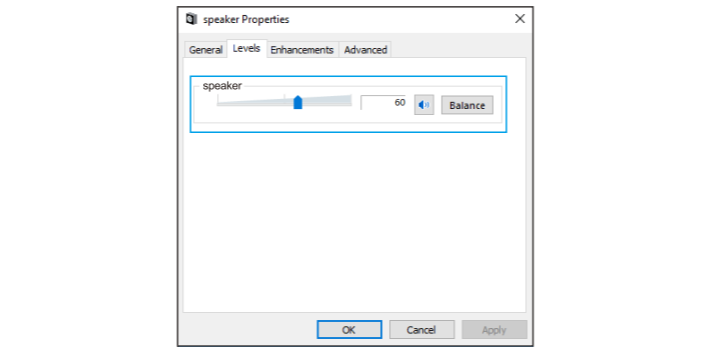 speaker Properties
General Levels Enhancements Advanced
speaker
60 Balance
OK Cancel Apply